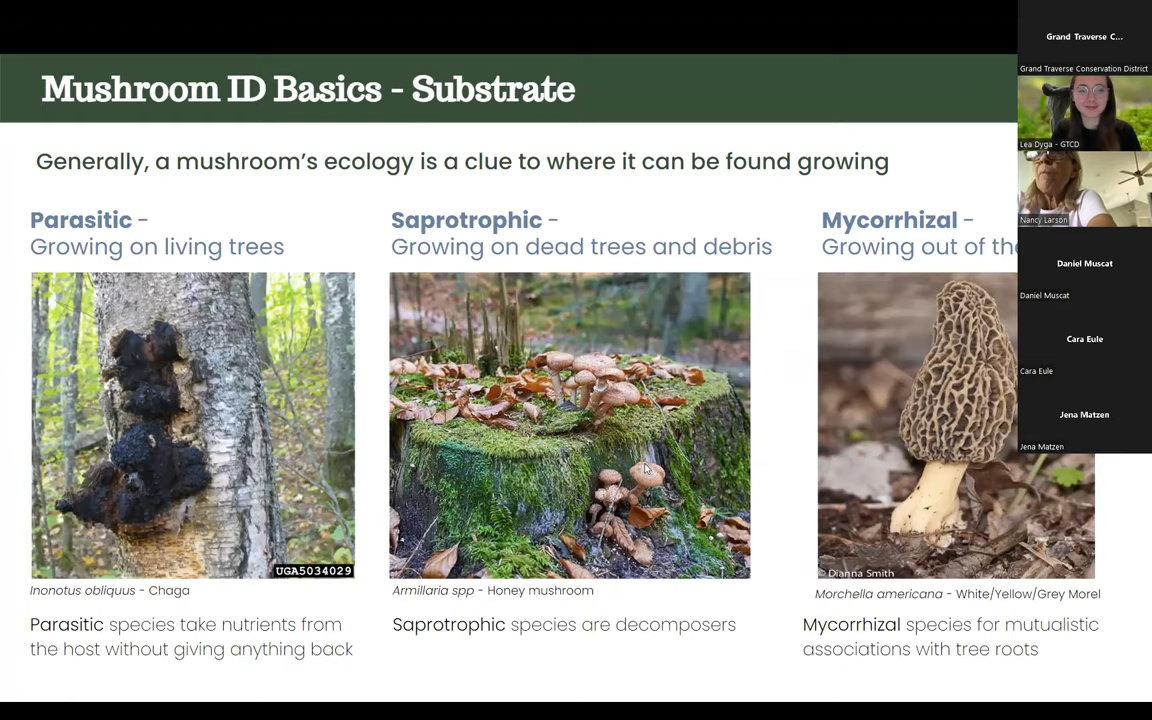 Mushroom ID Basics - Substrate
Generally, a mushroom's ecology is a clue to where it can be found growing
Parasitic -
Growing on living trees
Saprotrophic -
Growing on dead trees and debris
Mycorrhizal -
Growing out of the
UGA5034029
© Dianna Smith
Inonotus obliquus - Chaga
Armillaria spp - Honey mushroom
Morchella americana - White/Yellow/Grey Morel
Parasitic species take nutrients from
the host without giving anything back
Saprotrophic species are decomposers
Mycorrhizal species for mutualistic
associations with tree roots
Grand Traverse C...
Grand Traverse Conservation District
Lea Dyga - GTCD
Nancy Larson
Daniel Muscat
Daniel Muscat
Cara Eule
Cara Eule
Jena Matzen
Jena Matzen